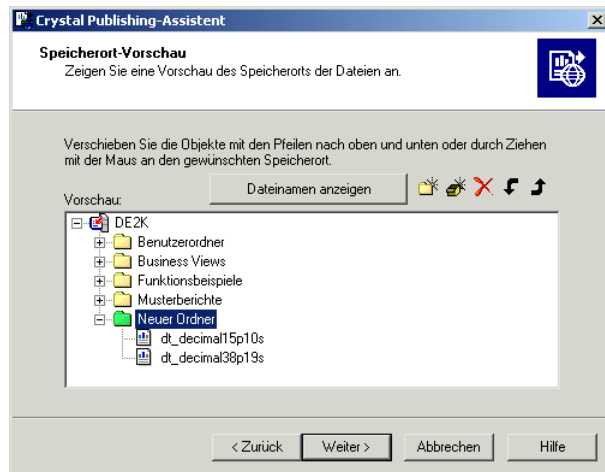 Crystal Publishing-Assistent
Speicherort-Vorschau
Zeigen Sie eine Vorschau des Speicherorts der Dateien an.
Verschieben Sie die Objekte mit den Pfeilen nach oben und unten oder durch Ziehen
mit der Maus an den gewünschten Speicherort.
Dateinamen anzeigen
Vorschau:
DE2K
Benutzerordner
Business Views
Funktionsbeispiele
Musterberichte
Neuer Ordner
dt_decimal15p10s
dt_decimal38p19s
< Zurück Weiter > Abbrechen Hilfe